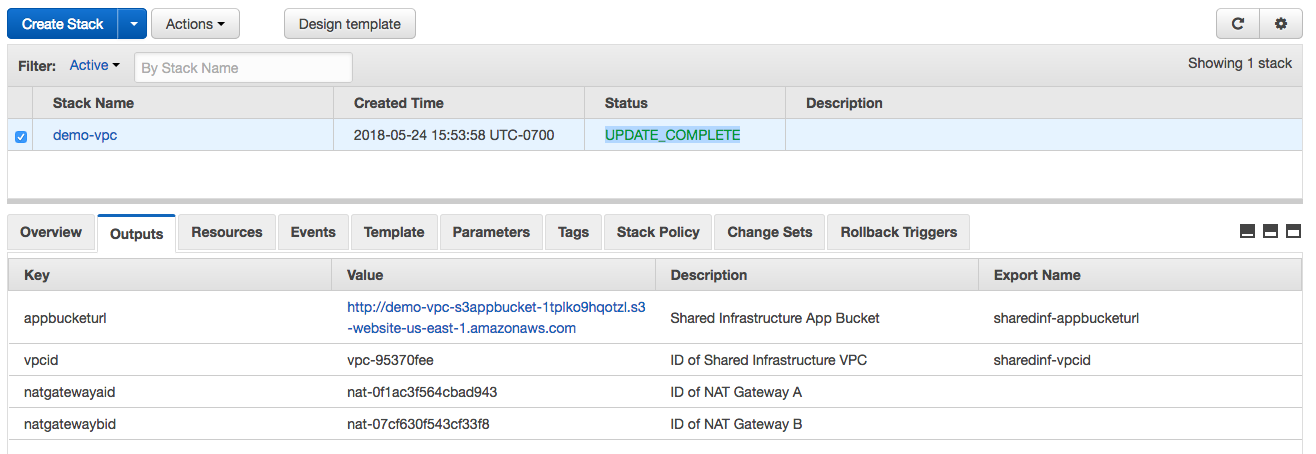 Create Stack Actions Design template
Filter: Active By Stack Name Showing 1 stack
Stack Name Created Time Status Description
demo-vpc 2018-05-24 15:53:58 UTC-0700 UPDATE_COMPLETE
Overview Outputs Resources Events Template Parameters Tags Stack Policy Change Sets Rollback Triggers
Key Value Description Export Name
appbucketurl http://demo-vpc-s3appbucket-1tplko9hqotzl.s3 Shared Infrastructure App Bucket sharedinf-appbucketurl
-website-us-east-1.amazonaws.com
vpcid vpc-95370fee ID of Shared Infrastructure VPC sharedinf-vpcid
natgatewayaid nat-0f1ac3f564cbad943 ID of NAT Gateway A
natgatewaybid nat-07cf630f543cf33f8 ID of NAT Gateway B